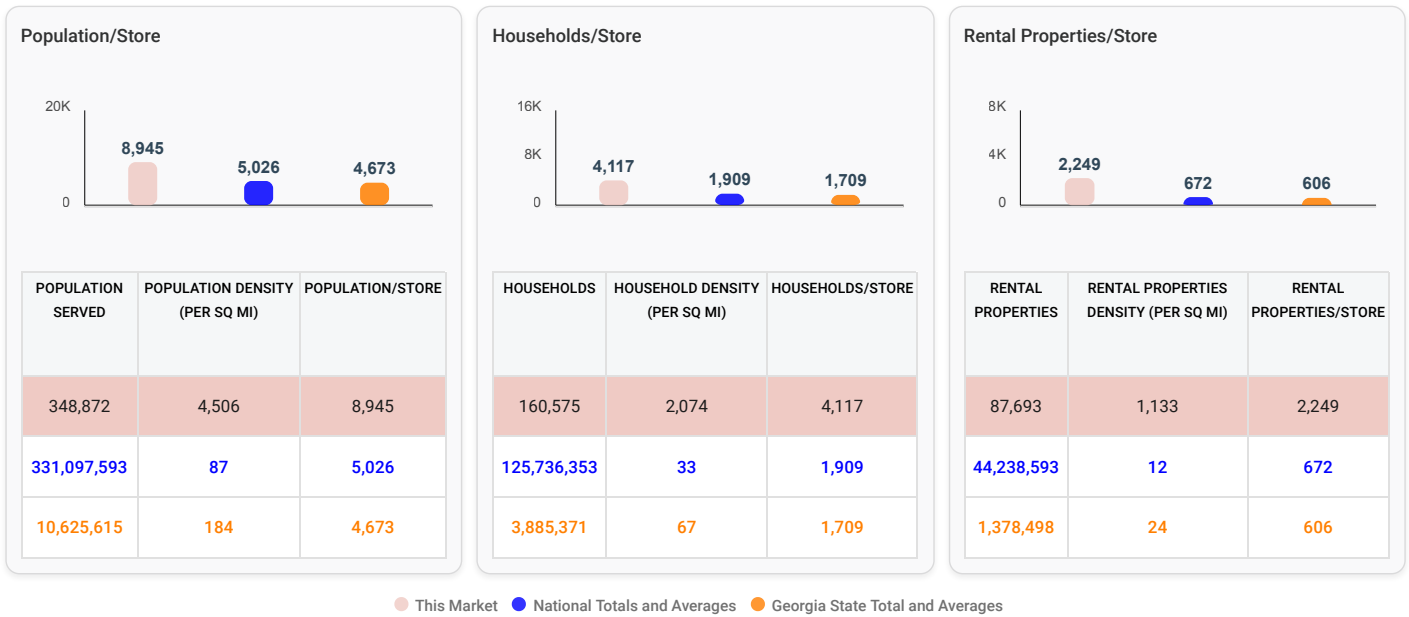 Population/Store
20K
0
8,945
5,026
4,673
POPULATION SERVED
POPULATION DENSITY (PER SQ MI)
POPULATION/STORE
348,872
4,506
8,945
331,097,593
87
5,026
10,625,615
184
4,673
Households/Store
16K
8K
0
4,117
1,909
1,709
HOUSEHOLDS
HOUSEHOLD DENSITY (PER SQ MI)
HOUSEHOLDS/STORE
160,575
2,074
4,117
125,736,353
33
1,909
3,885,371
67
1,709
Rental Properties/Store
8K
4K
0
2,249
672
606
RENTAL PROPERTIES
RENTAL PROPERTIES DENSITY (PER SQ MI)
RENTAL PROPERTIES/STORE
87,693
1,133
2,249
44,238,593
12
672
1,378,498
24
606
This Market
National Totals and Averages
Georgia State Total and Averages